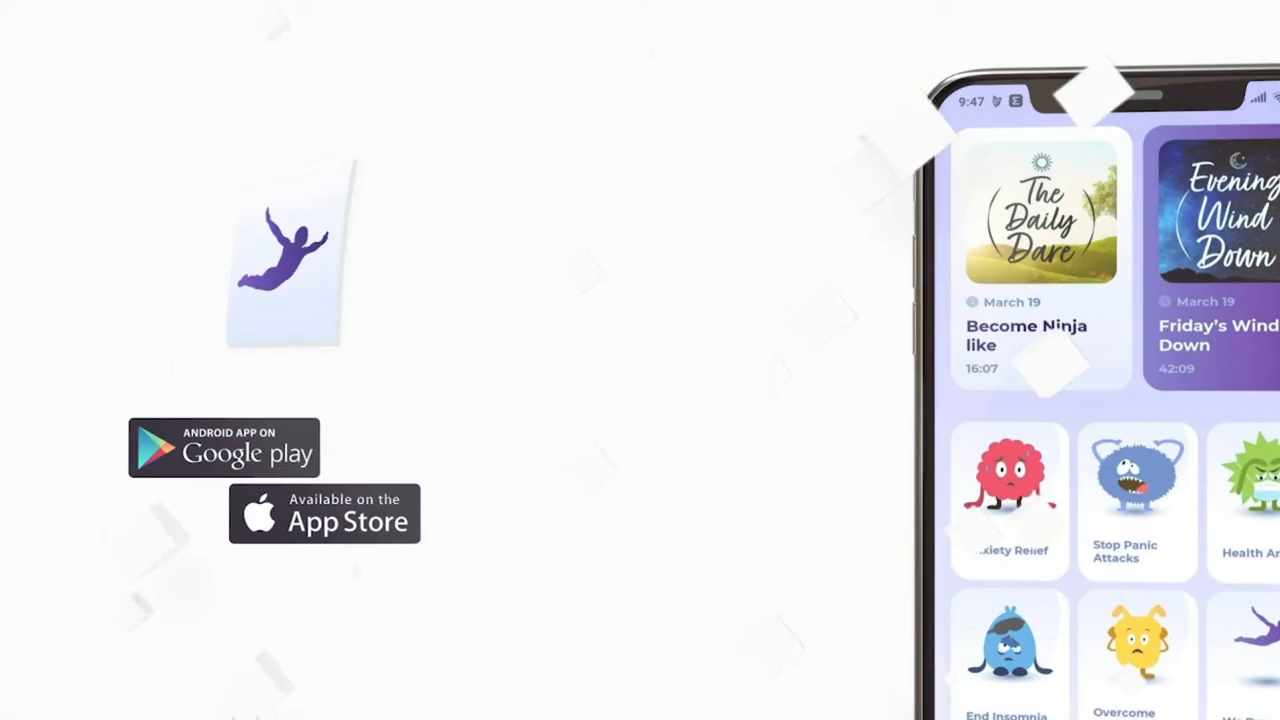 ANDROID APP ON
Google play
Available on the
App Store
9:47
The
Daily
Dare
March 19
Become Ninja
like
16:07
Evening
Wind
Down
March 19
Friday's Wind
Down
42:09
Relief
Stop Panic
Attacks
Health
End Insomnia
Overcome